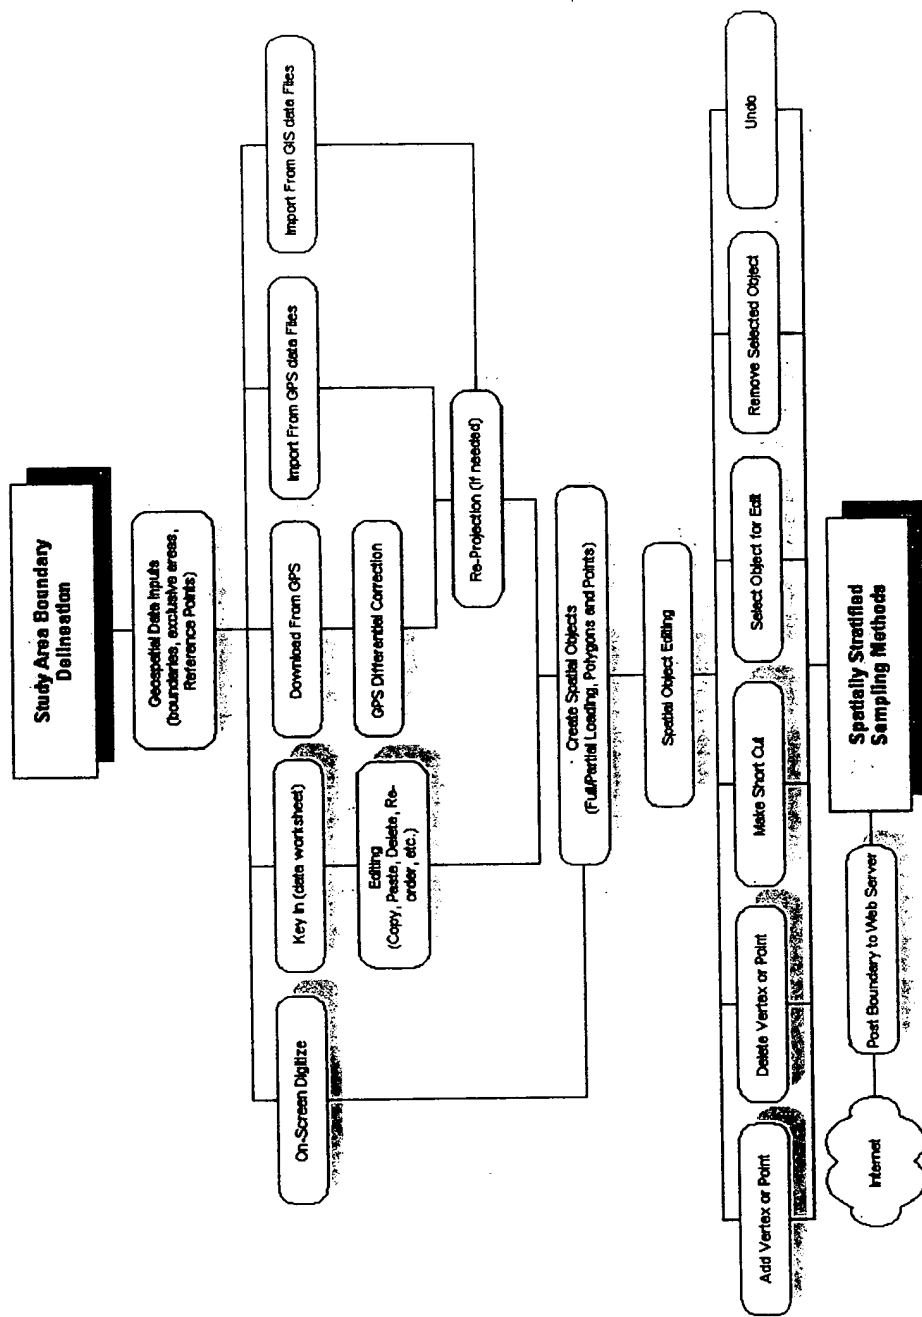 Study Area Boundary
Delineation
Geospatial Data Inputs
(boundaries, exclusive areas,
Reference Points)
On-Screen Digitize
Key In (data worksheet)
Download From GPS
Import From GPS data Files
Import From GIS data Files
Editing
(Copy, Paste, Delete, Re-
order, etc.)
GPS Differential Correction
Re-Projection (if needed)
Create Spatial Objects
(Full/Partial Loading, Polygons and Points)
Spatial Object Editing
Add Vertex or Point
Delete Vertex or Point
Make Short Cut
Select Object for Edit
Remove Selected Object
Undo
Internet
Post Boundary to Web Server
Spatially Stratified
Sampling Methods